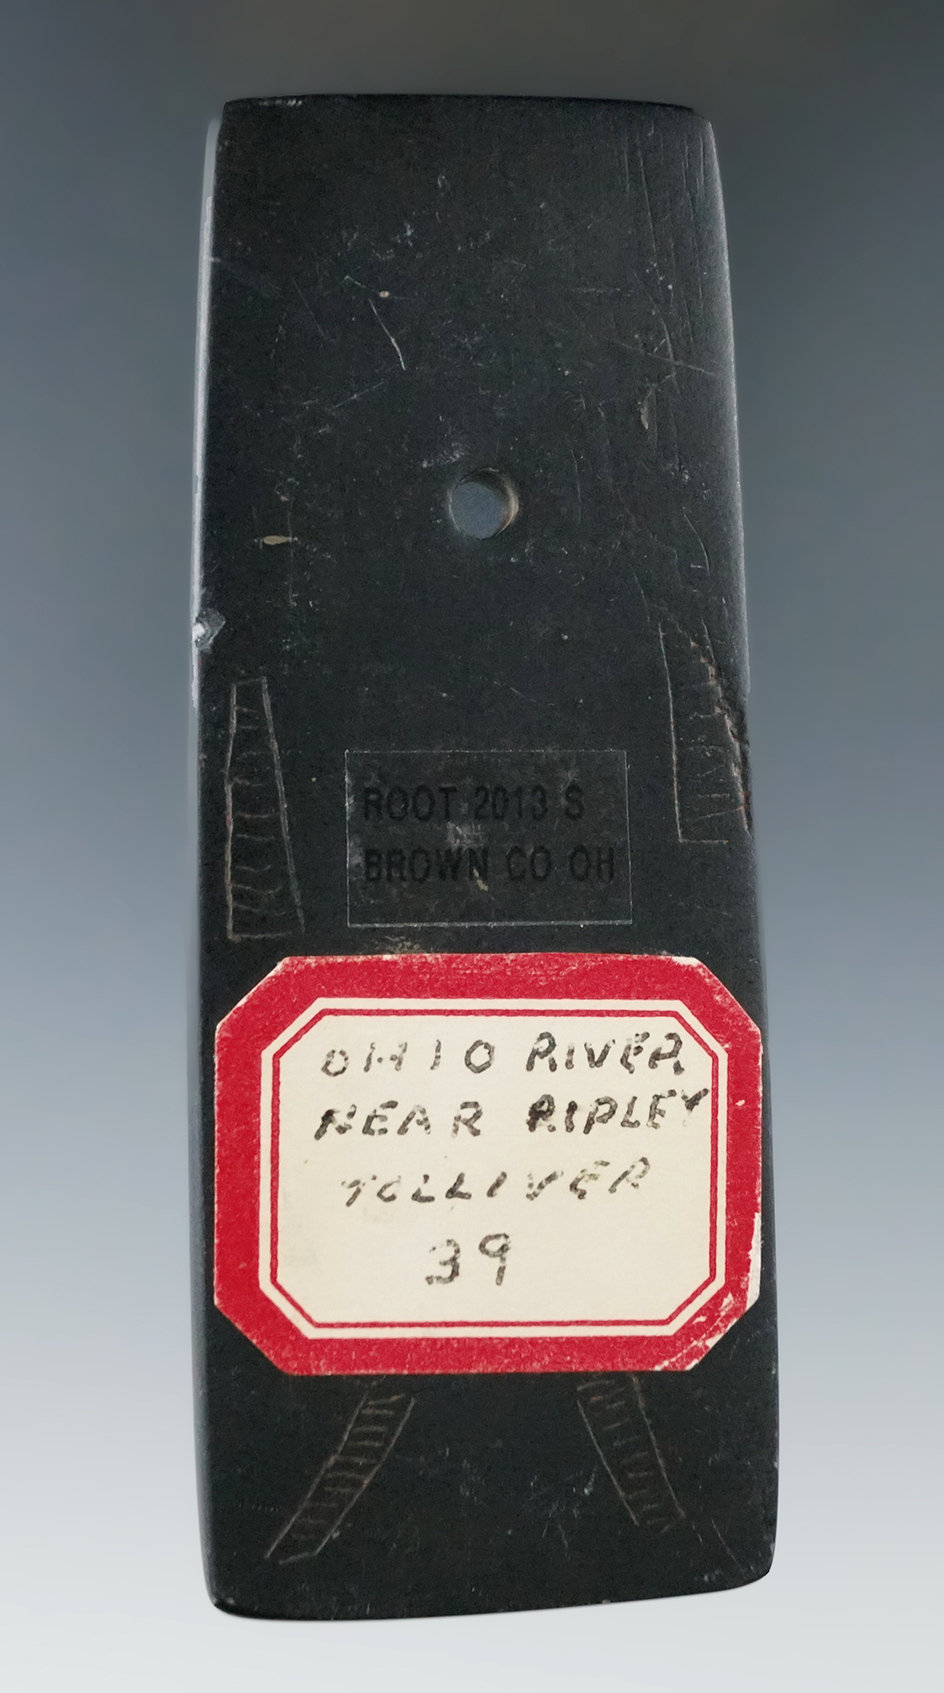 ROOT 2013 S
BROWN CO OH
OHIO RIVER
NEAR RIPLEY
TOLLIVER
39